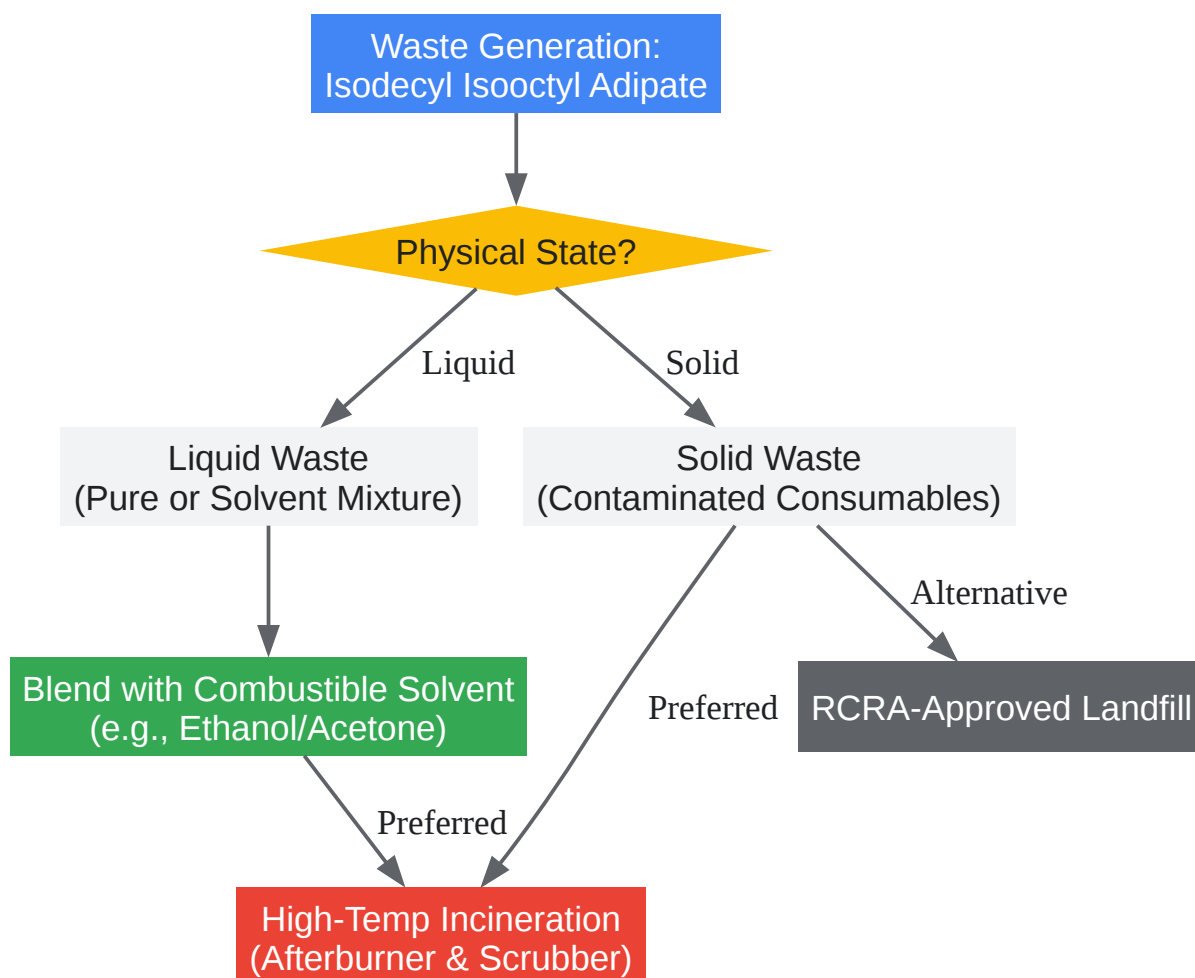 Waste Generation:
Isodecyl Isooctyl Adipate
Physical State?
Liquid
Solid
Liquid Waste
(Pure or Solvent Mixture)
Solid Waste
(Contaminated Consumables)
Alternative
Blend with Combustible Solvent
(e.g., Ethanol/Acetone)
Preferred
RCRA-Approved Landfill
Preferred
High-Temp Incineration
(Afterburner & Scrubber)